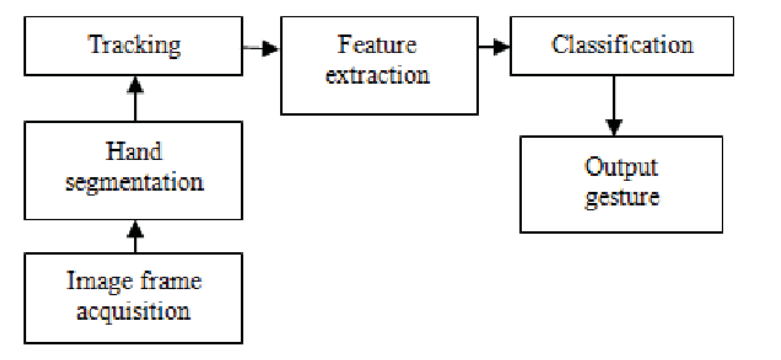 Tracking
Feature
extraction
Classification
Hand
segmentation
Output
gesture
Image frame
acquisition